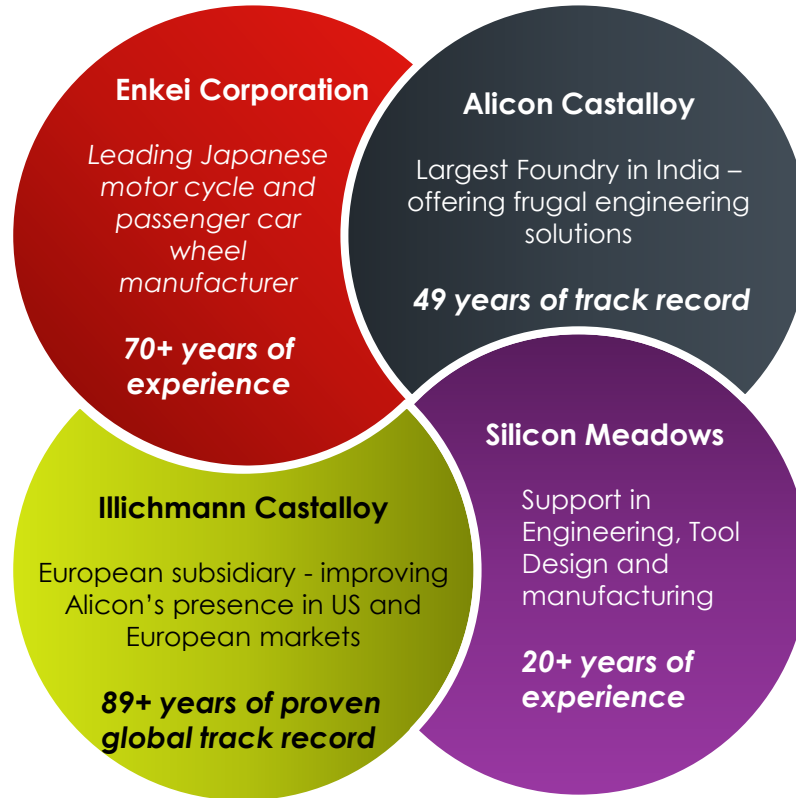 Enkei Corporation
Leading Japanese
motor cycle and
passenger car
wheel
manufacturer
70+ years of
experience
Alicon Castalloy
Largest Foundry in India –
offering frugal engineering
solutions
49 years of track record
Illichmann Castalloy
European subsidiary - improving
Alicon’s presence in US and
European markets
89+ years of proven
global track record
Silicon Meadows
Support in
Engineering, Tool
Design and
manufacturing
20+ years of
experience